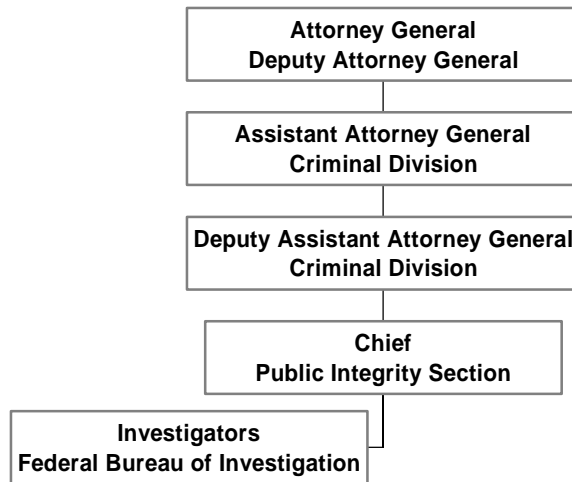 Attorney General
Deputy Attorney General
Assistant Attorney General
Criminal Division
Deputy Assistant Attorney General
Criminal Division
Chief
Public Integrity Section
Investigators
Federal Bureau of Investigation